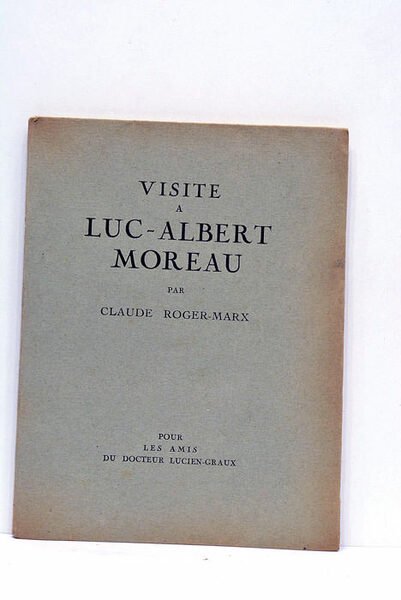 VISITE
A
LUC-ALBERT
MOREAU
PAR
CLAUDE ROGER-MARX
POUR
LES AMIS
DU DOCTEUR LUCIEN-GRAUX